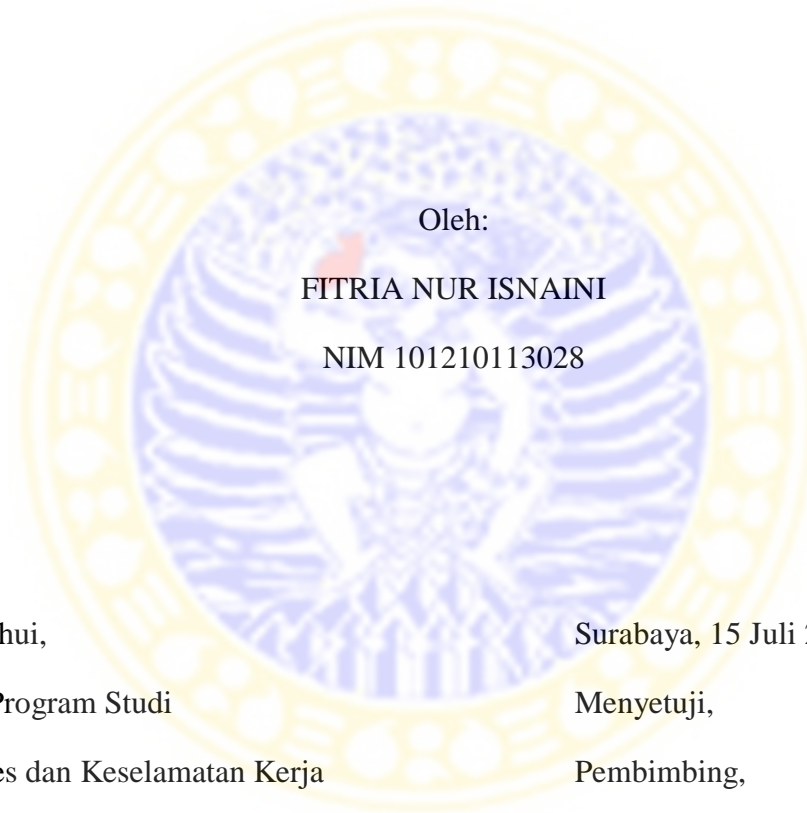 Oleh:
FITRIA NUR ISNAINI
NIM 101210113028
hui,
Program Studi
es dan Keselamatan Kerja
Surabaya, 15 Juli
Menyetuji,
Pembimbing,